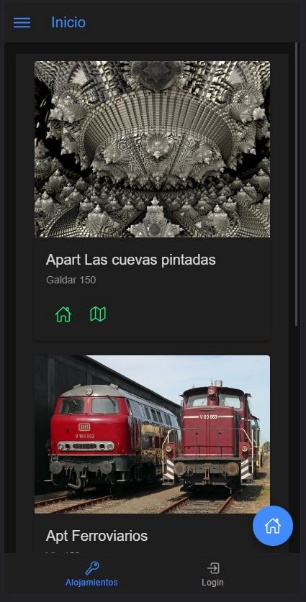 Inicio
Apart Las cuevas pintadas
Galdar 150
Apt Ferroviarios
Alojamientos
Login